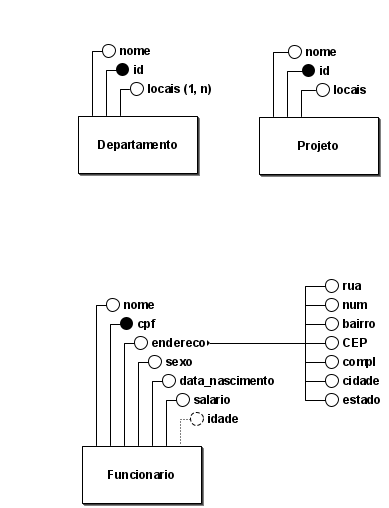 nome
id
locais (1, n)
Departamento
nome
id
locais
Projeto
nome
cpf
endereco
sexo
data_nascimento
salario
idade
Funcionario
rua
num
bairro
CEP
compl
cidade
estado